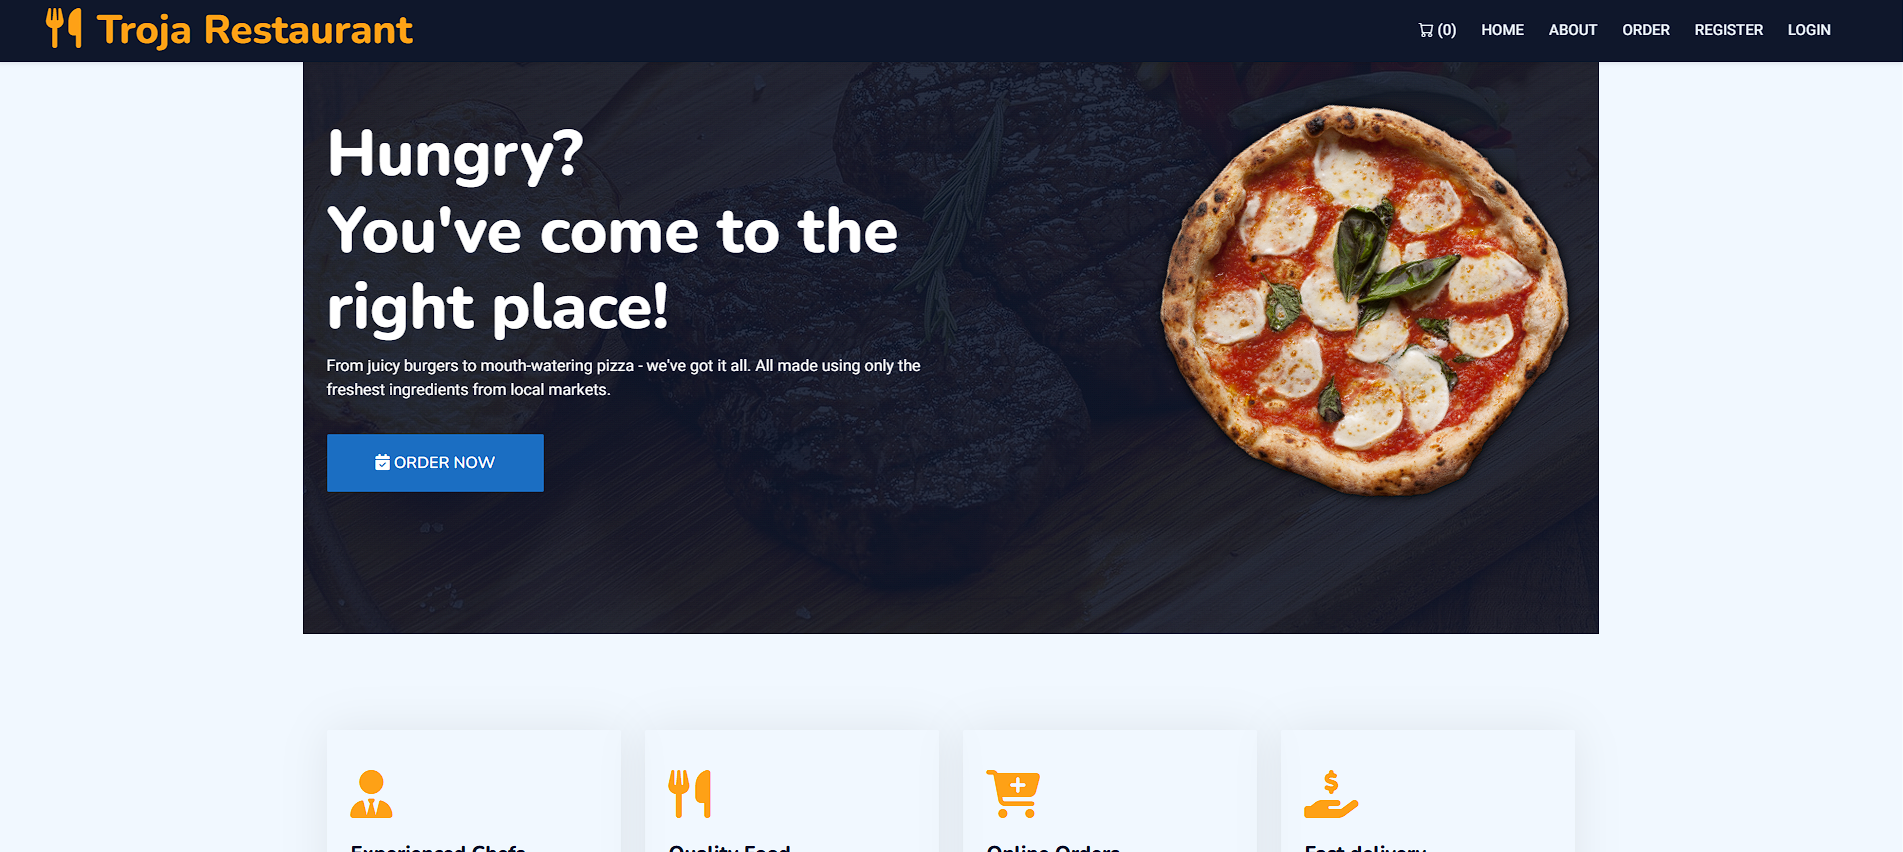 Troja Restaurant
(0) HOME ABOUT ORDER REGISTER LOGIN
Hungry?
You've come to the
right place!
From juicy burgers to mouth-watering pizza - we've got it all. All made using only the
freshest ingredients from local markets.
ORDER NOW
Experienced Chefs
Quality Food
Online Orders
Fast delivery